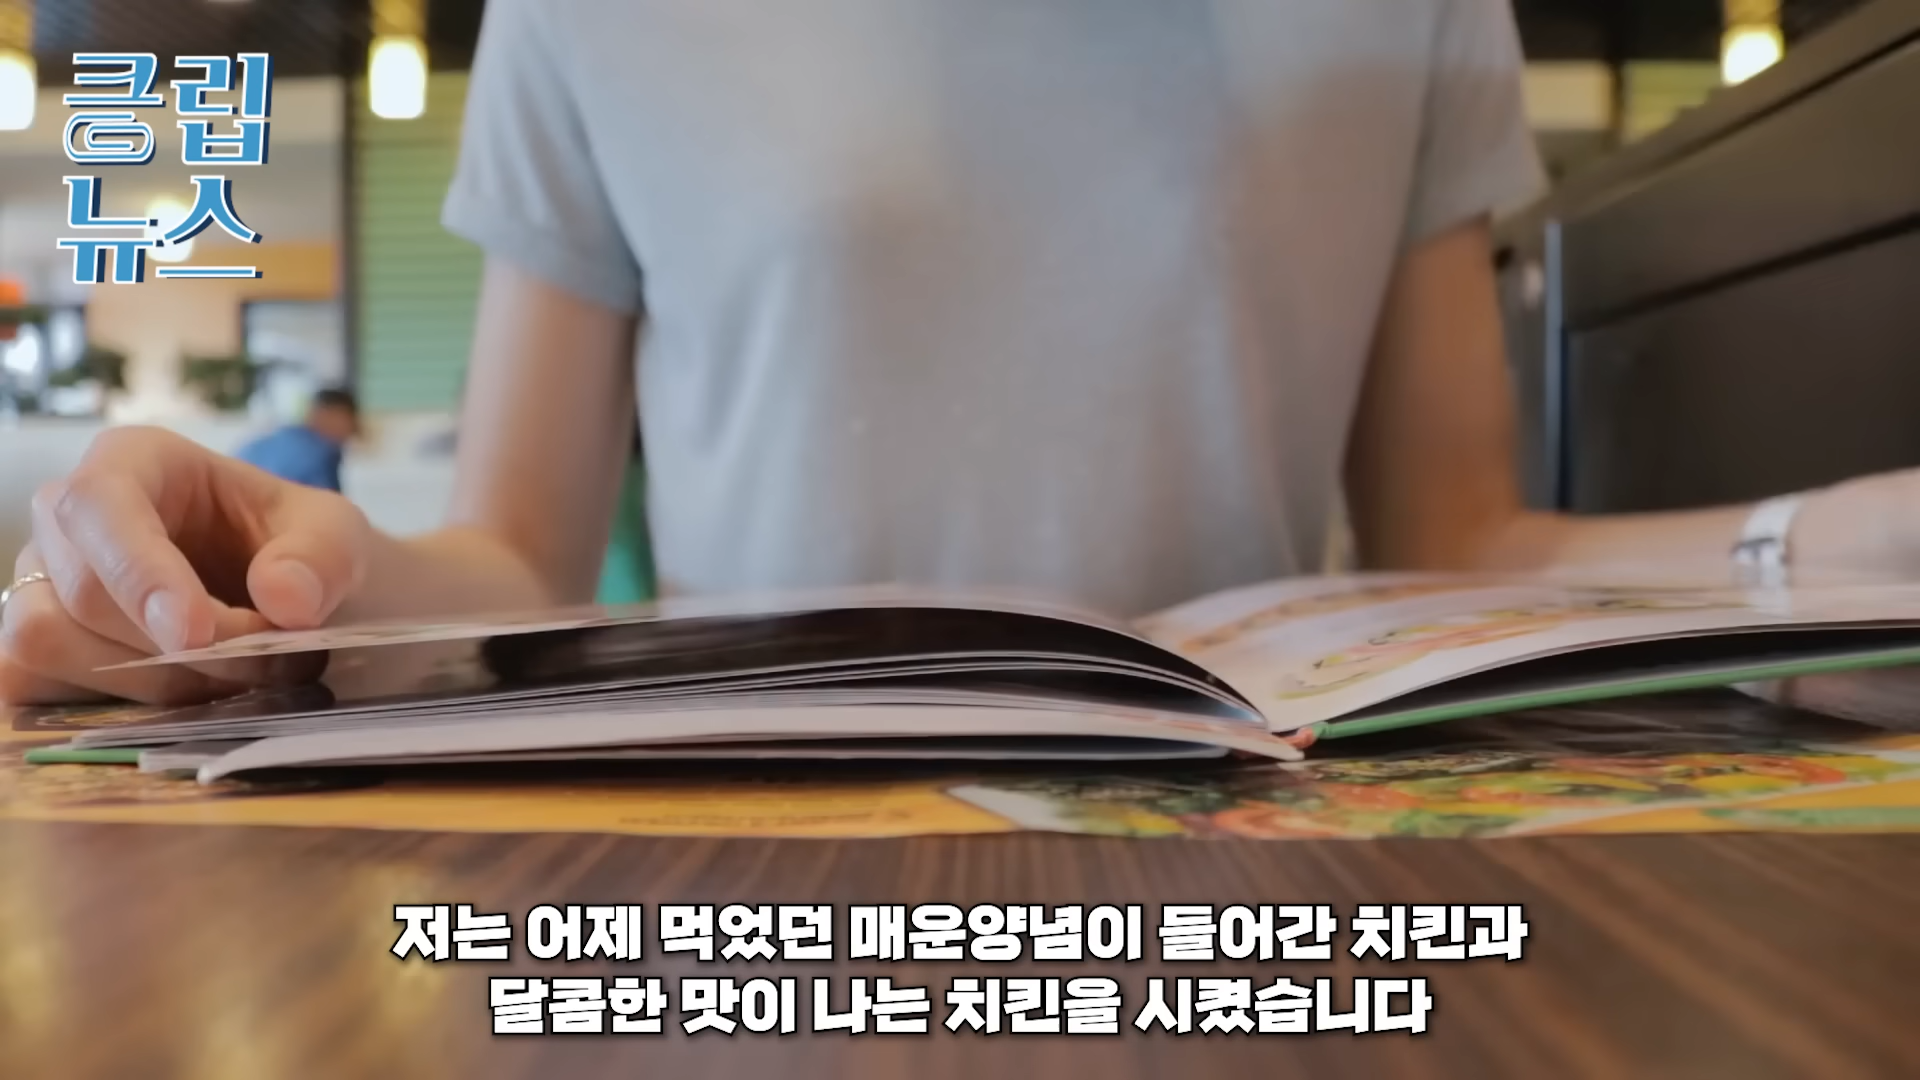 클립
뉴스
저는 어제 먹었던 매운양념이 들어간 치킨과
달콤한 맛이 나는 치킨을 시켰습니다